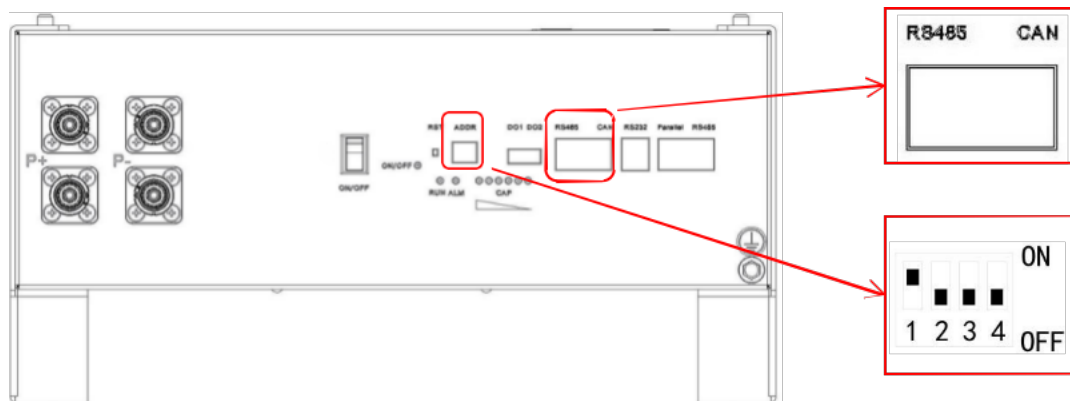 RS485 CAN
RST ADDR DO1 DO2 RS485 CAN RS232 Parallel RS485
P+ P-
ON/OFF
ON/OFF
RUN ALM CAP
ON
1 2 3 4
OFF